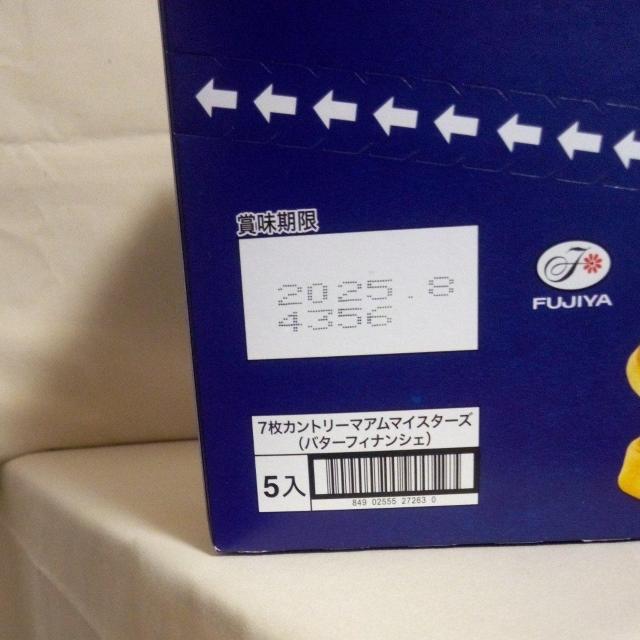 賞味期限
2025.8
4356
FUJIYA
7枚カントリーマアムマイスターズ
(バターフィナンシェ)
5入
849 02555 27263 0